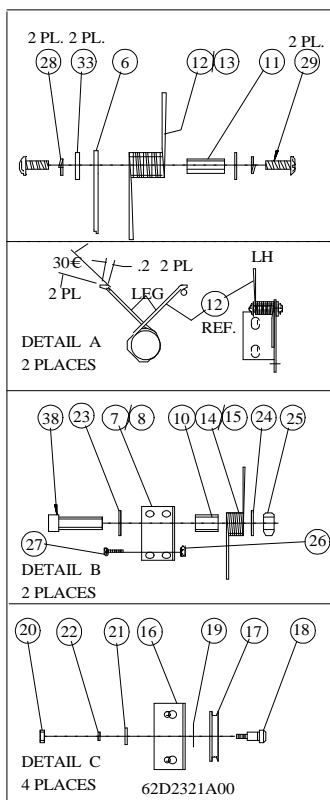 2 PL. 2 PL. 2 PL.
28 33 6 12 13 11 29
30€ .2 2 PL LH
2 PL LEG 12
REF.
DETAIL A
2 PLACES
38 23 7 8 10 14 15 24 25
27 26
DETAIL B
2 PLACES
20 22 21 16 19 17 18
DETAIL C
4 PLACES 62D2321A00